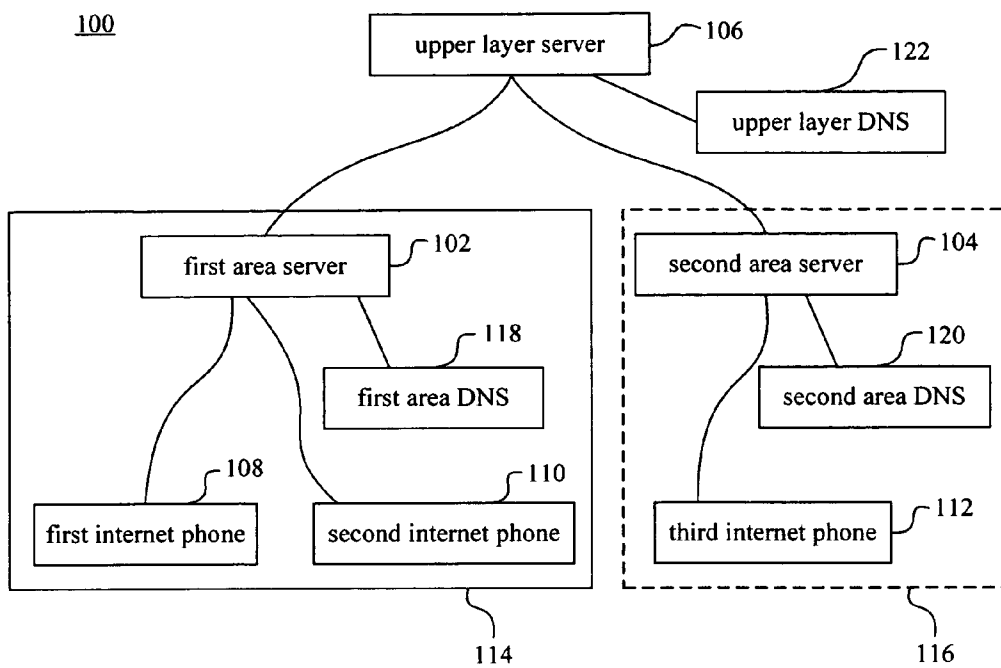 100
upper layer server
106
122
upper layer DNS
102
first area server
104
second area server
118
first area DNS
120
second area DNS
108
first internet phone
110
second internet phone
third internet phone
112
114
116